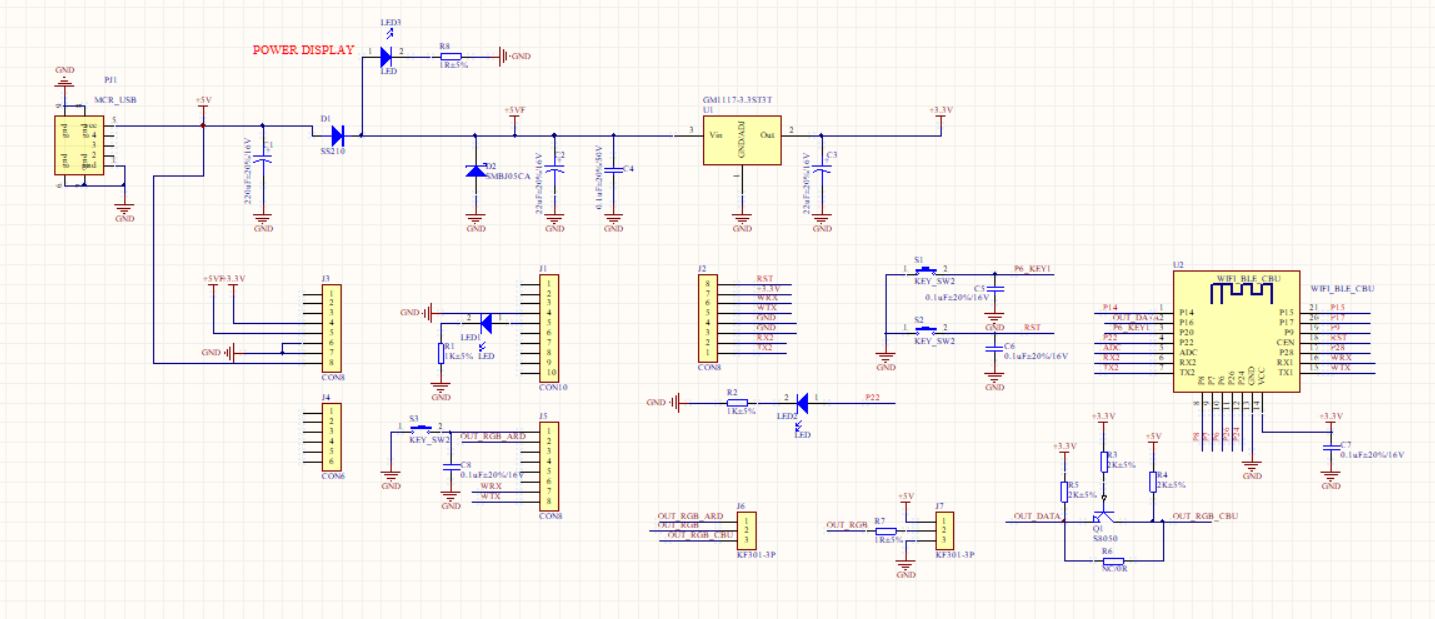 LED3
POWER DISPLAY
1
2
R8
1R±5%
GND
LED
GND
PJ1
MCR_USB
5
4
3
2
1
GND
+5V
220uF±20%/16V
C1
GND
D1
SS210
+5VF
D2
SMBJ05CA
GND
C2
22uF±20%/16V
GND
C4
0.1uF±20%/50V
GND
GM1117-3.3ST3T
U1
3
Vin
GND/ADJ
Out
2
1
GND
C3
22uF±20%/16V
GND
+3.3V
+5VF
+3.3V
J3
1
2
3
4
5
6
7
8
GND
CON8
J1
1
2
3
4
5
6
7
8
9
10
CON10
GND
2
1
LED1
LED
R1
1K±5%
GND
J2
8
7
6
5
4
3
2
1
RST
+3.3V
WRX
WTX
GND
GND
RX2
TX2
CON8
S1
1
2
KEY_SW2
P6_KEY1
C5
0.1uF±20%/16V
GND
S2
1
2
KEY_SW2
RST
GND
C6
0.1uF±20%/16V
GND
U2
WIFI_BLE_CBU
WIFI_BLE_CBU
P14
1
P14
OUT_DATA
2
P16
P6_KEY1
3
P20
P22
4
P22
ADC
5
ADC
RX2
6
RX2
TX2
7
TX2
P15
21
P15
P17
20
P17
P9
19
P9
CEN
18
RST
P28
17
P28
RX1
16
WRX
TX1
15
WTX
P8
P7
P6
P26
P24
GND
VCC
8
9
10
11
12
13
14
P8
P7
P6
P26
P24
GND
+3.3V
C7
0.1uF±20%/16V
GND
J4
1
2
3
4
5
6
CON6
S3
1
2
KEY_SW2
OUT_RGB_ARD
GND
C8
0.1uF±20%/16V
GND
WRX
WTX
J5
1
2
3
4
5
6
7
8
CON8
GND
R2
1K±5%
2
1
LED2
LED
P22
OUT_RGB_ARD
OUT_RGB
OUT_RGB_CBU
J6
1
2
3
KF301-3P
OUT_RGB
R7
1R±5%
+5V
J7
1
2
3
KF301-3P
GND
+3.3V
R5
2K±5%
+3.3V
R3
2K±5%
+5V
R4
2K±5%
OUT_DATA
Q1
S8050
OUT_RGB_CBU
R6
NC/0R